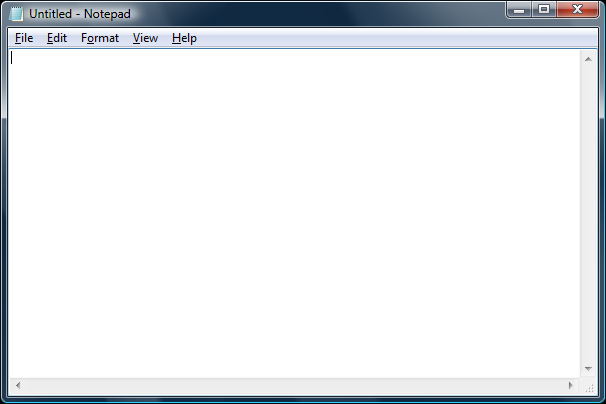 Untitled - Notepad
File Edit Format View Help